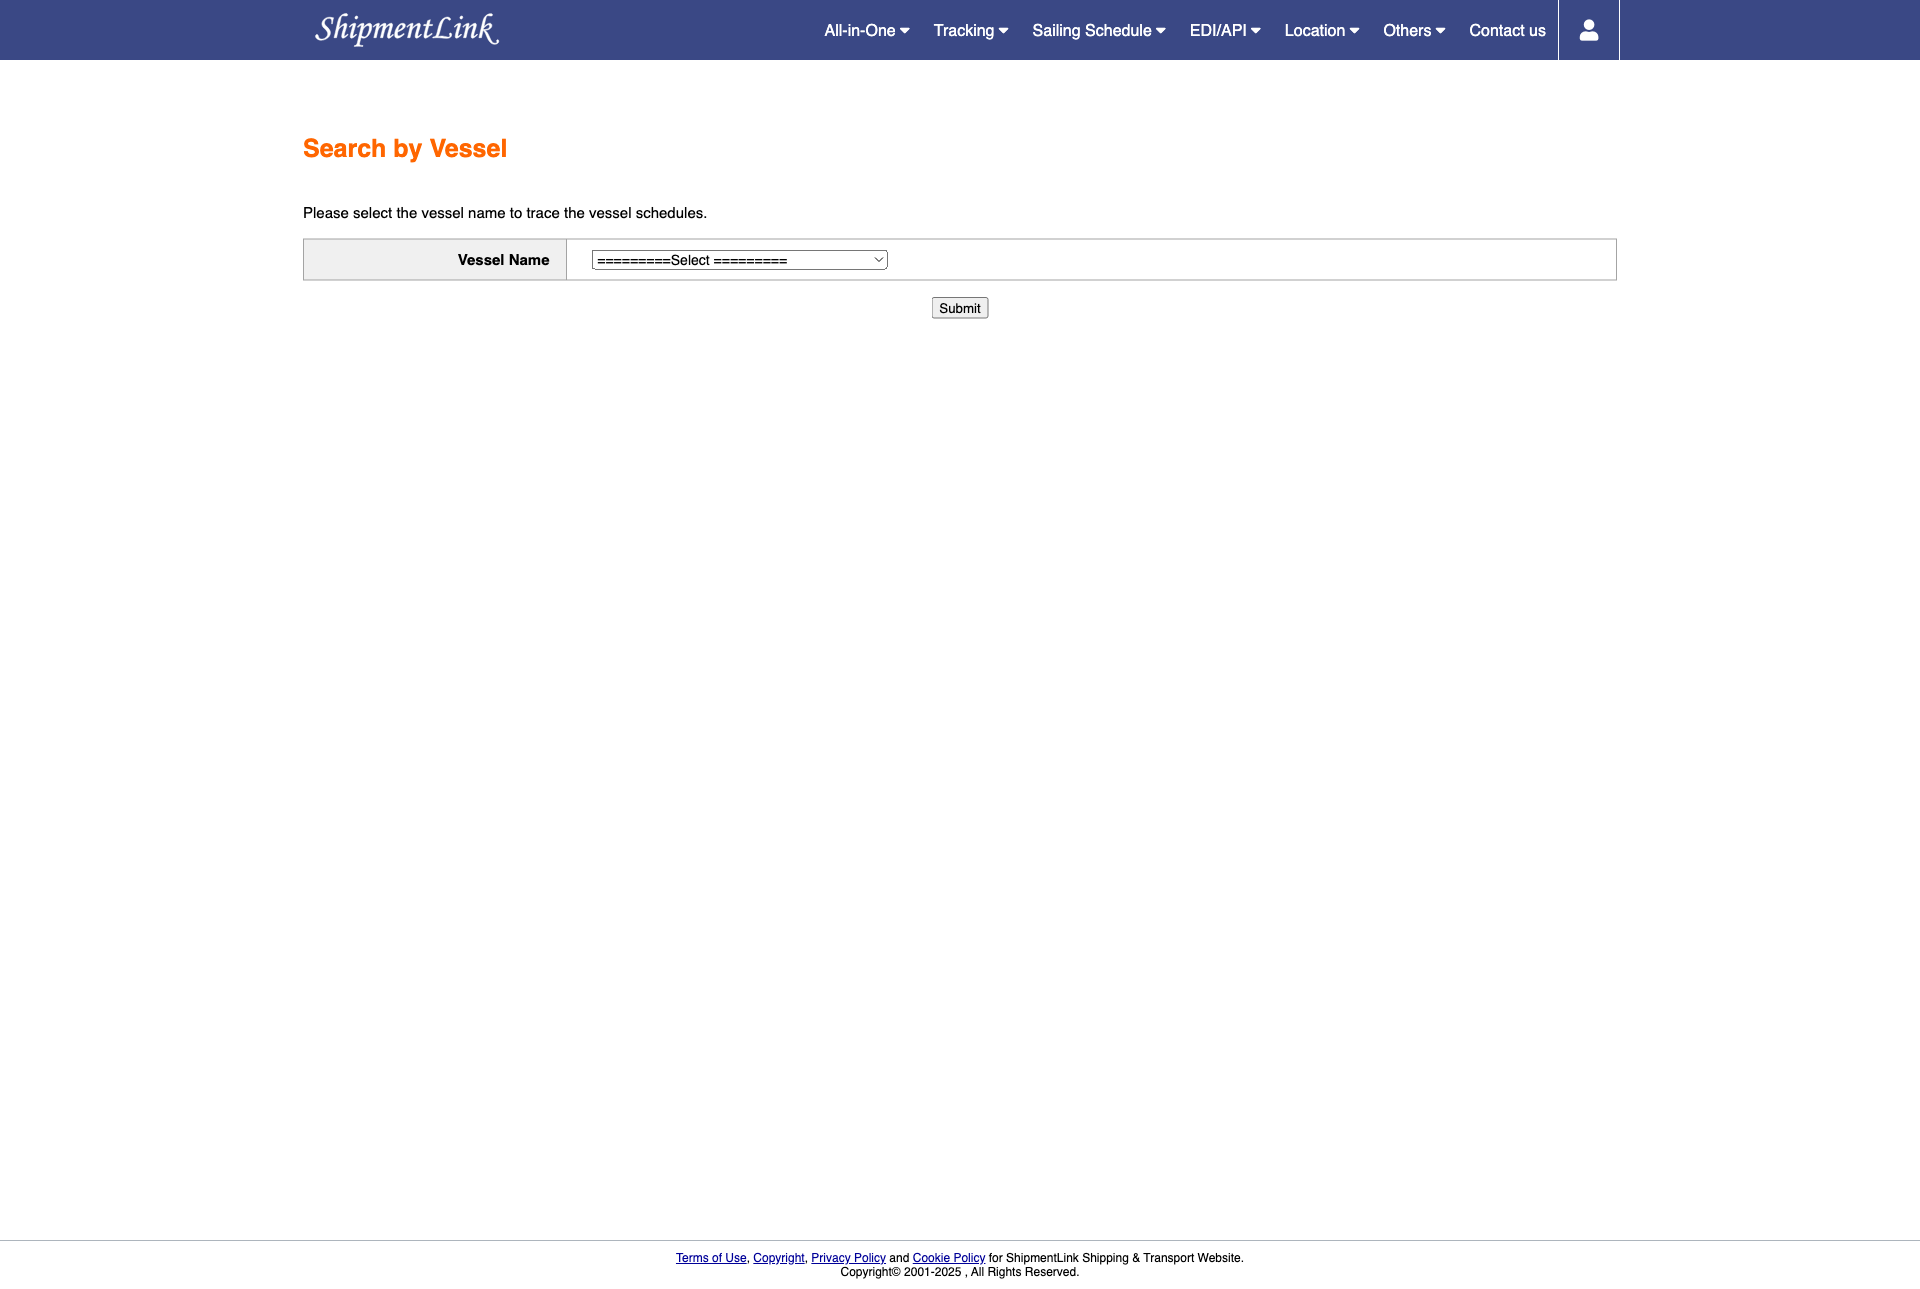 ShipmentLink
All-in-One Tracking Sailing Schedule EDI/API Location Others Contact us
Search by Vessel
Please select the vessel name to trace the vessel schedules.
Vessel Name =========Select =========
Submit
Terms of Use, Copyright, Privacy Policy and Cookie Policy for ShipmentLink Shipping & Transport Website.
Copyright© 2001-2025 , All Rights Reserved.